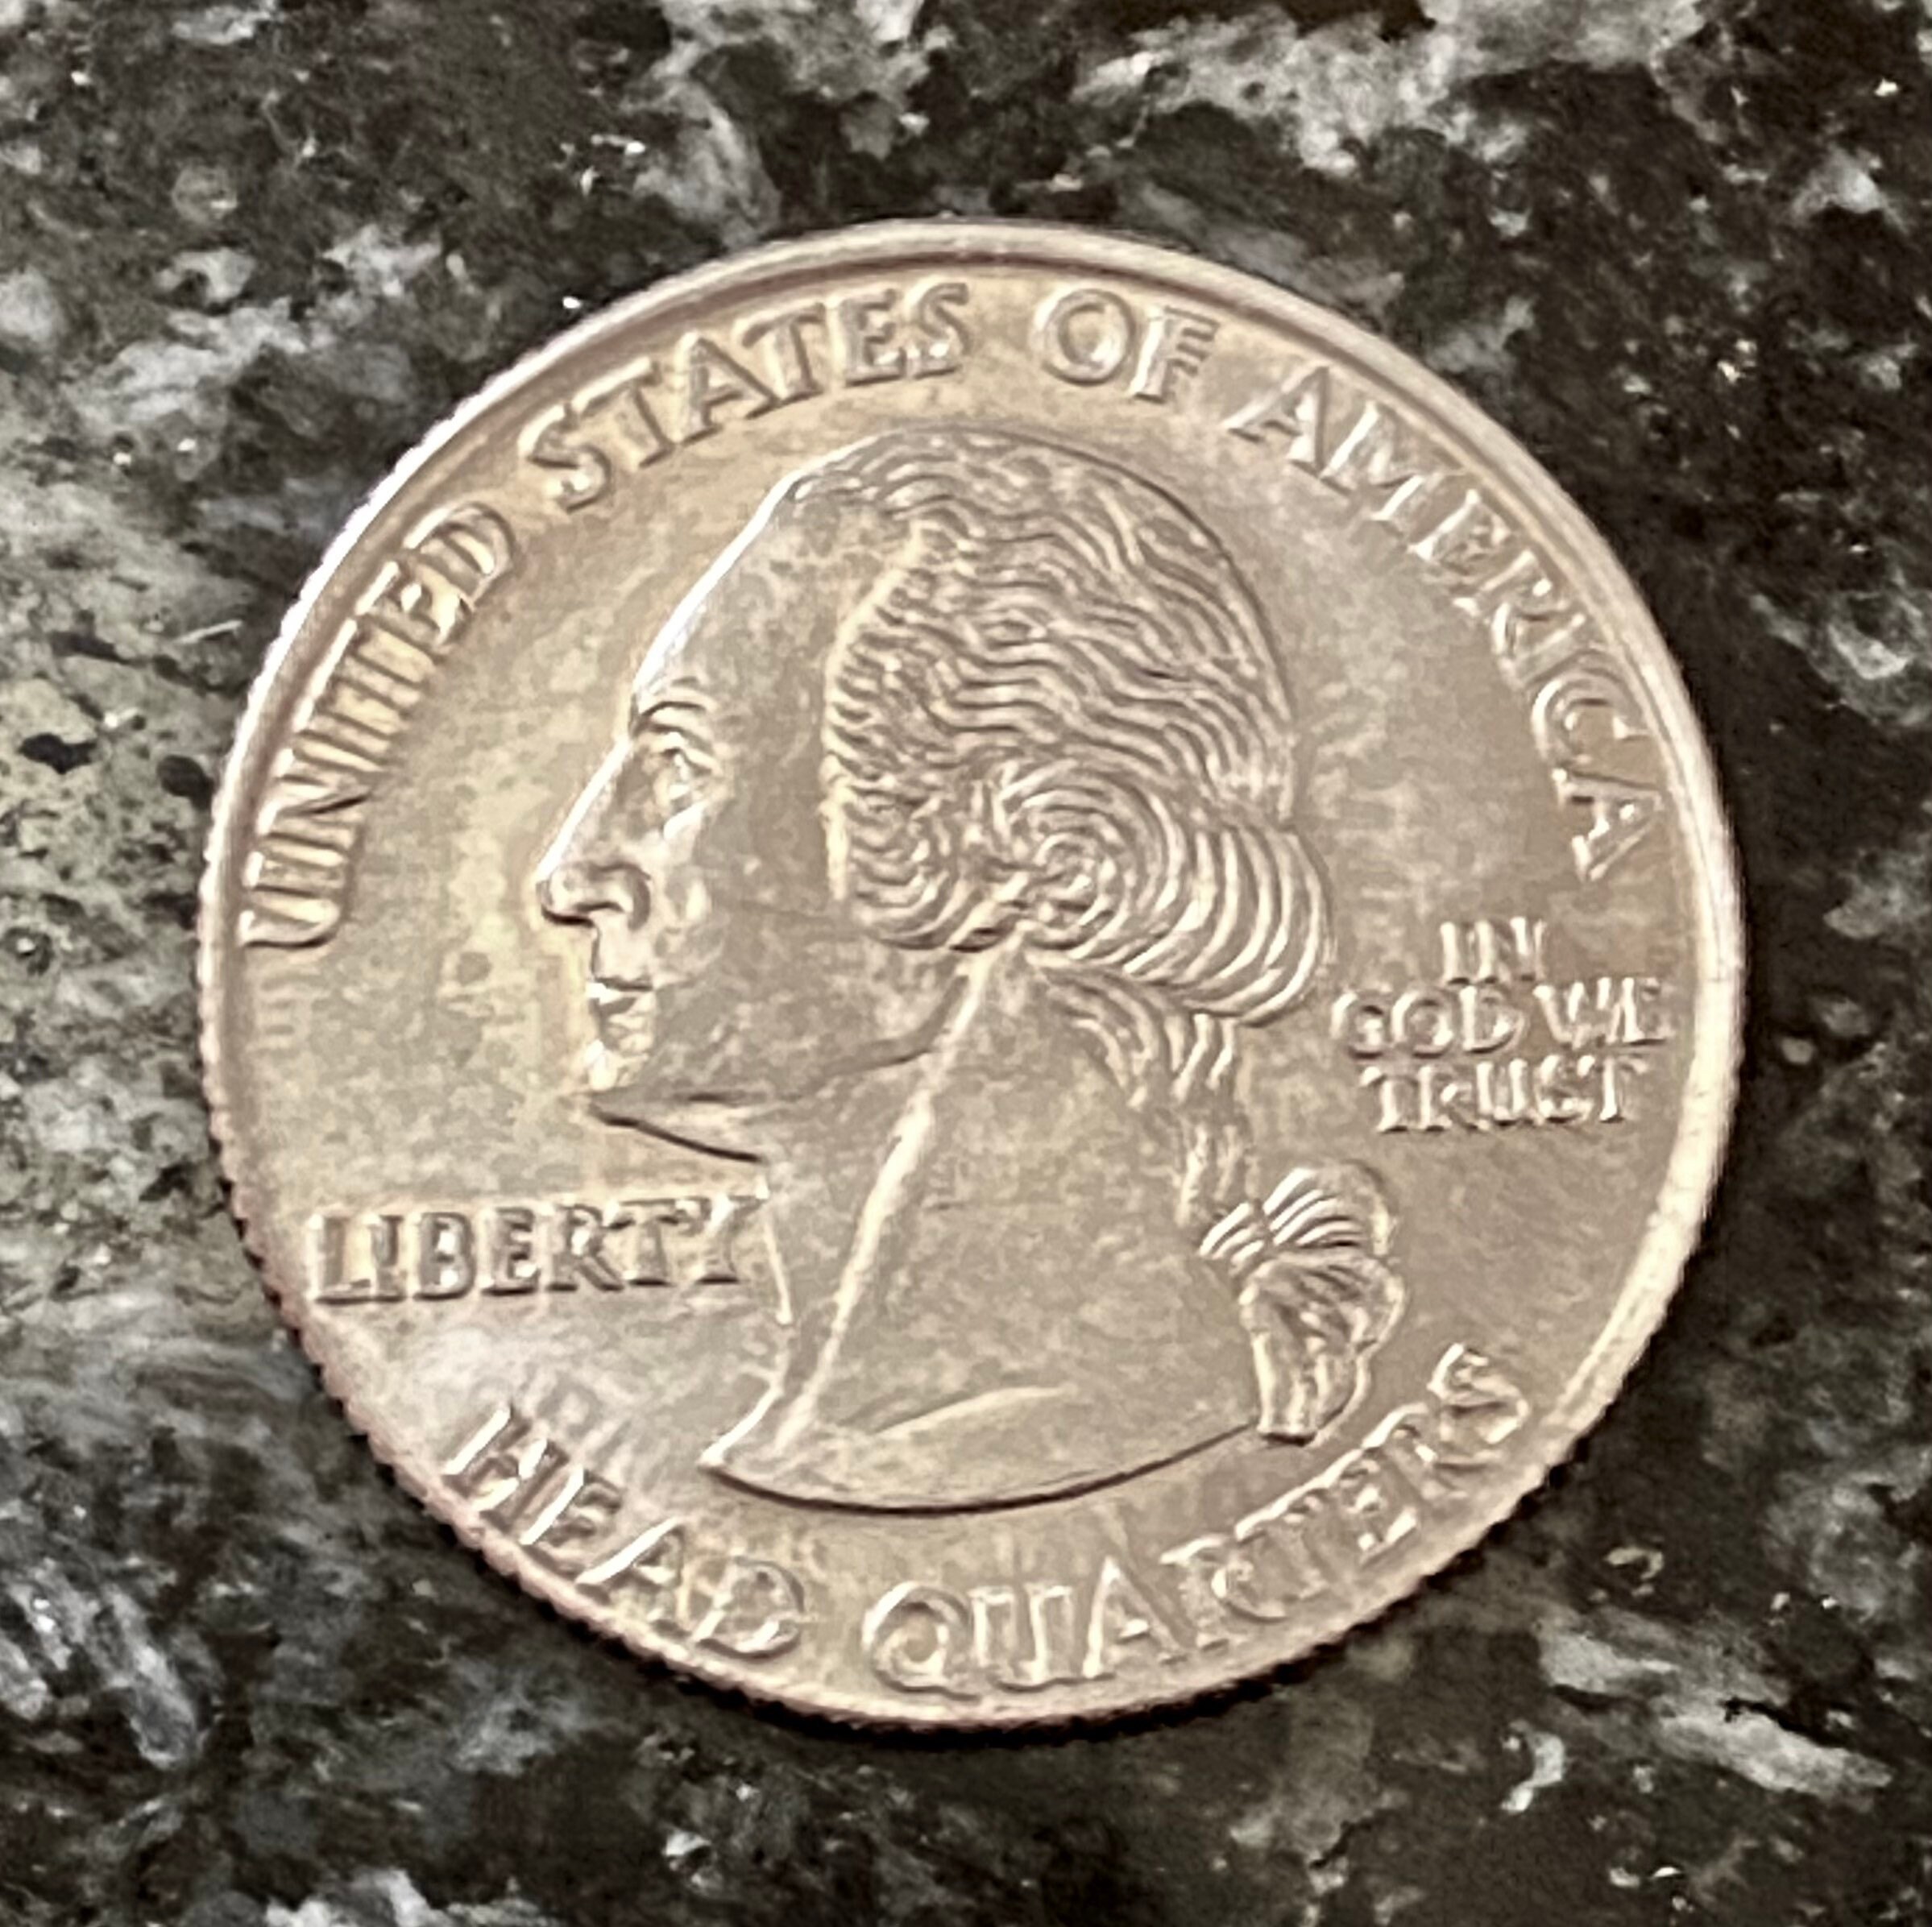 UNITED STATES OF AMERICA
LIBERTY
IN
GOD WE
TRUST
HEAD QUARTERS